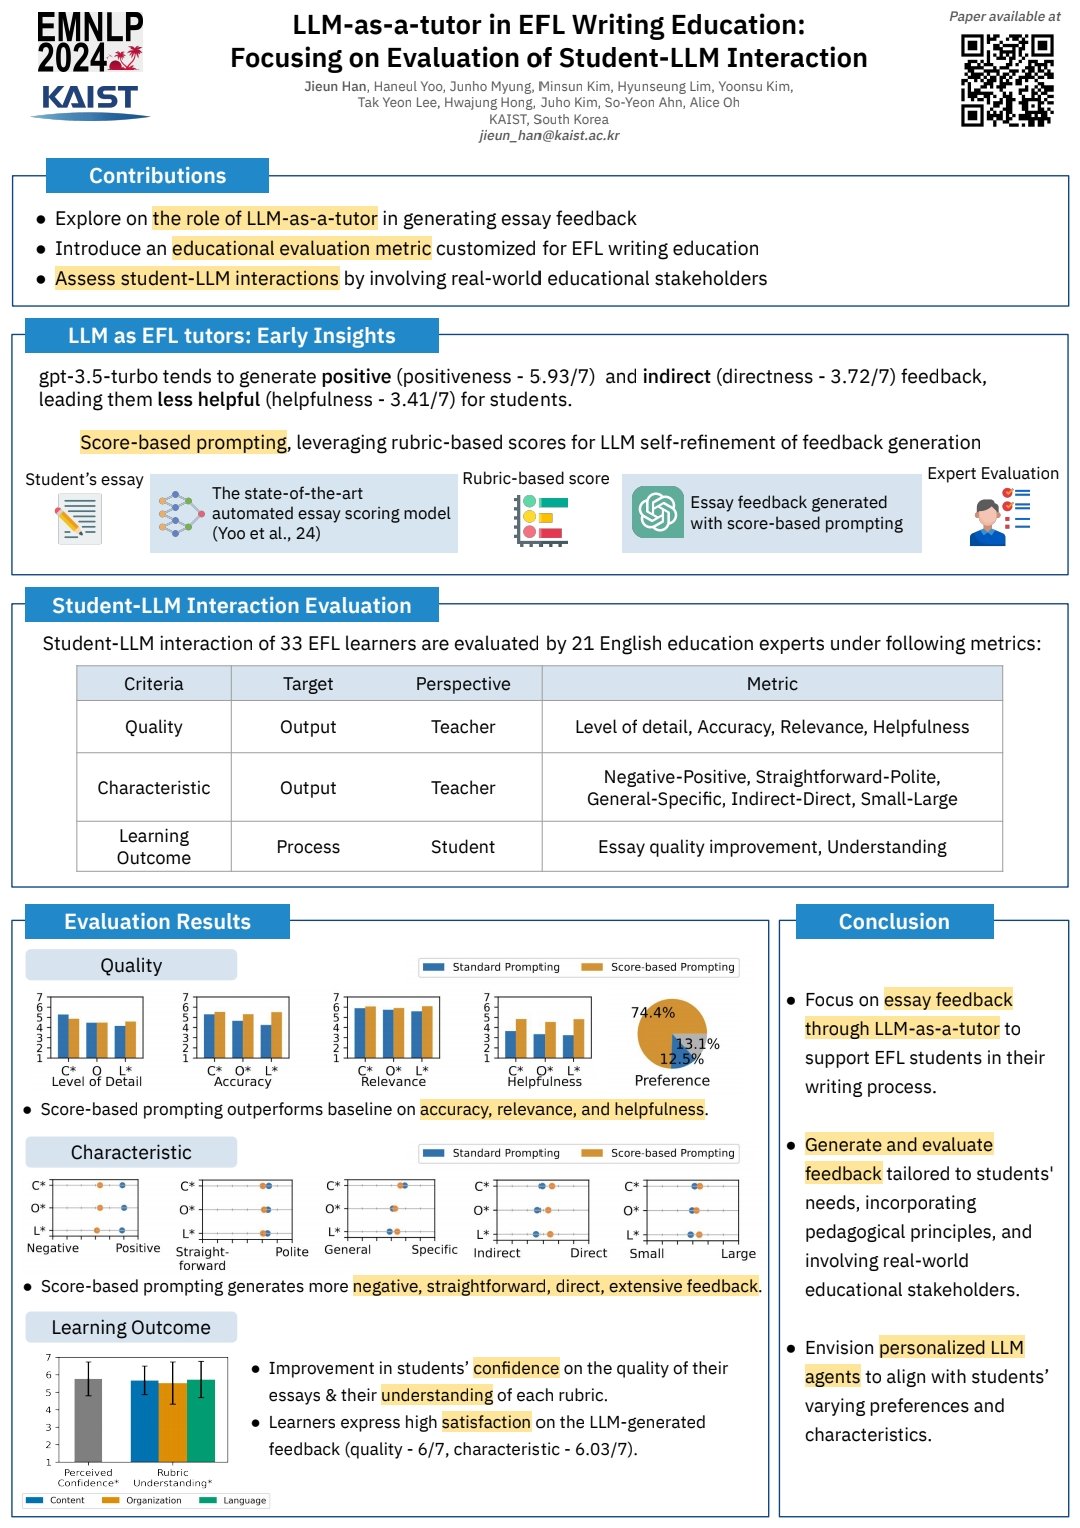 EMNLP
2024
KAIST
LLM-as-a-tutor in EFL Writing Education:
Focusing on Evaluation of Student-LLM Interaction
Jieun Han, Haneul Yoo, Junho Myung, Minsun Kim, Hyunseung Lim, Yoonsu Kim,
Tak Yeon Lee, Hwajung Hong, Juho Kim, So-Yeon Ahn, Alice Oh
KAIST, South Korea
jieun_han@kaist.ac.kr
Paper available at
Contributions
● Explore on the role of LLM-as-a-tutor in generating essay feedback
● Introduce an educational evaluation metric customized for EFL writing education
● Assess student-LLM interactions by involving real-world educational stakeholders
LLM as EFL tutors: Early Insights
gpt-3.5-turbo tends to generate positive (positiveness - 5.93/7) and indirect (directness - 3.72/7) feedback,
leading them less helpful (helpfulness - 3.41/7) for students.
Score-based prompting, leveraging rubric-based scores for LLM self-refinement of feedback generation
Student's essay
The state-of-the-art
automated essay scoring model
(Yoo et al., 24)
Rubric-based score
Essay feedback generated
with score-based prompting
Expert Evaluation
Student-LLM Interaction Evaluation
Student-LLM interaction of 33 EFL learners are evaluated by 21 English education experts under following metrics:
Criteria Target Perspective Metric
Quality Output Teacher Level of detail, Accuracy, Relevance, Helpfulness
Characteristic Output Teacher Negative-Positive, Straightforward-Polite,
General-Specific, Indirect-Direct, Small-Large
Learning
Outcome Process Student Essay quality improvement, Understanding
Evaluation Results
Quality
Standard Prompting Score-based Prompting
7 7 7 7
6 6 6 6
5 5 5 5
4 4 4 4
3 3 3 3
2 2 2 2
1 1 1 1
74.4%
13.1%
12.5%
C* O L* C* O* L* C* O* L* C* O* L*
Level of Detail Accuracy Relevance Helpfulness Preference
● Score-based prompting outperforms baseline on accuracy, relevance, and helpfulness.
Characteristic
Standard Prompting Score-based Prompting
C* C* C* C* C*
O* O* O* O* O*
L* L* L* L* L*
Negative Positive Straight-
forward Polite General Specific Indirect Direct Small Large
● Score-based prompting generates more negative, straightforward, direct, extensive feedback.
Learning Outcome
7
6
5
4
3
2
1
Perceived
Confidence*
Rubric
Understanding*
Content Organization Language
● Improvement in students' confidence on the quality of their
essays & their understanding of each rubric.
● Learners express high satisfaction on the LLM-generated
feedback (quality - 6/7, characteristic - 6.03/7).
Conclusion
● Focus on essay feedback
through LLM-as-a-tutor to
support EFL students in their
writing process.
● Generate and evaluate
feedback tailored to students'
needs, incorporating
pedagogical principles, and
involving real-world
educational stakeholders.
● Envision personalized LLM
agents to align with students'
varying preferences and
characteristics.